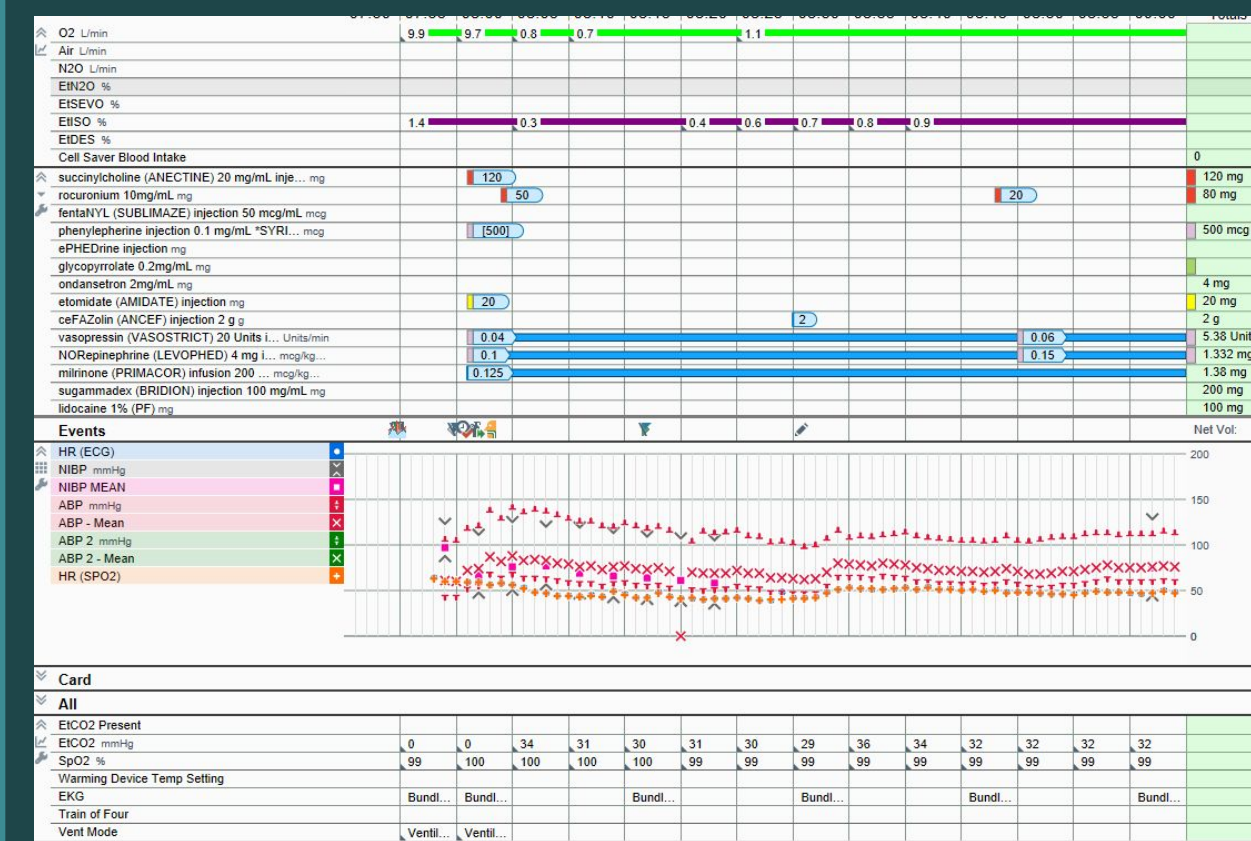 Totals
O2 L/min 9.9 9.7 0.8 0.7 1.1
Air L/min
N2O L/min
EtN2O %
EtSEVO %
EtISO % 1.4 0.3 0.4 0.6 0.7 0.8 0.9
EtDES %
Cell Saver Blood Intake 0
succinylcholine (ANECTINE) 20 mg/mL inje... mg 120 120 mg
rocuronium 10mg/mL mg 50 20 80 mg
fentaNYL (SUBLIMAZE) injection 50 mcg/mL mcg
phenylepherine injection 0.1 mg/mL *SYRI... mcg [500] 500 mcg
ePHEDrine injection mg
glycopyrrolate 0.2mg/mL mg
ondansetron 2mg/mL mg 4 mg
etomidate (AMIDATE) injection mg 20 20 mg
ceFAZolin (ANCEF) injection 2 g g 2 2 g
vasopressin (VASOSTRICT) 20 Units i... Units/min 0.04 0.06 5.38 Unit
NORepinephrine (LEVOPHED) 4 mg i... mcg/kg... 0.1 0.15 1.332 mg
milrinone (PRIMACOR) infusion 200 ... mcg/kg... 0.125 1.38 mg
sugammadex (BRIDION) injection 100 mg/mL mg 200 mg
lidocaine 1% (PF) mg 100 mg
Events Net Vol:
HR (ECG) 200
NIBP mmHg
NIBP MEAN
ABP mmHg 150
ABP - Mean
ABP 2 mmHg 100
ABP 2 - Mean
HR (SPO2)
50
0
Card
All
EtCO2 Present
EtCO2 mmHg 0 0 34 31 30 31 30 29 36 34 32 32 32 32
SpO2 % 99 100 100 100 100 99 99 99 99 99 99 99 99 99
Warming Device Temp Setting
EKG Bundl... Bundl... Bundl... Bundl... Bundl... Bundl...
Train of Four
Vent Mode Ventil... Ventil...